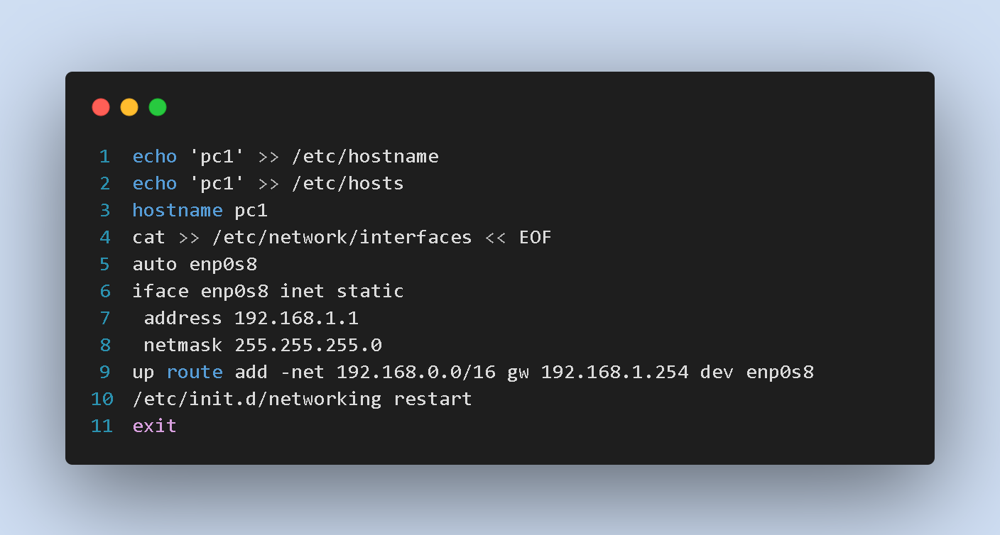 1 echo 'pc1' >> /etc/hostname
2 echo 'pc1' >> /etc/hosts
3 hostname pc1
4 cat >> /etc/network/interfaces << EOF
5 auto enp0s8
6 iface enp0s8 inet static
7  address 192.168.1.1
8  netmask 255.255.255.0
9 up route add -net 192.168.0.0/16 gw 192.168.1.254 dev enp0s8
10 /etc/init.d/networking restart
11 exit